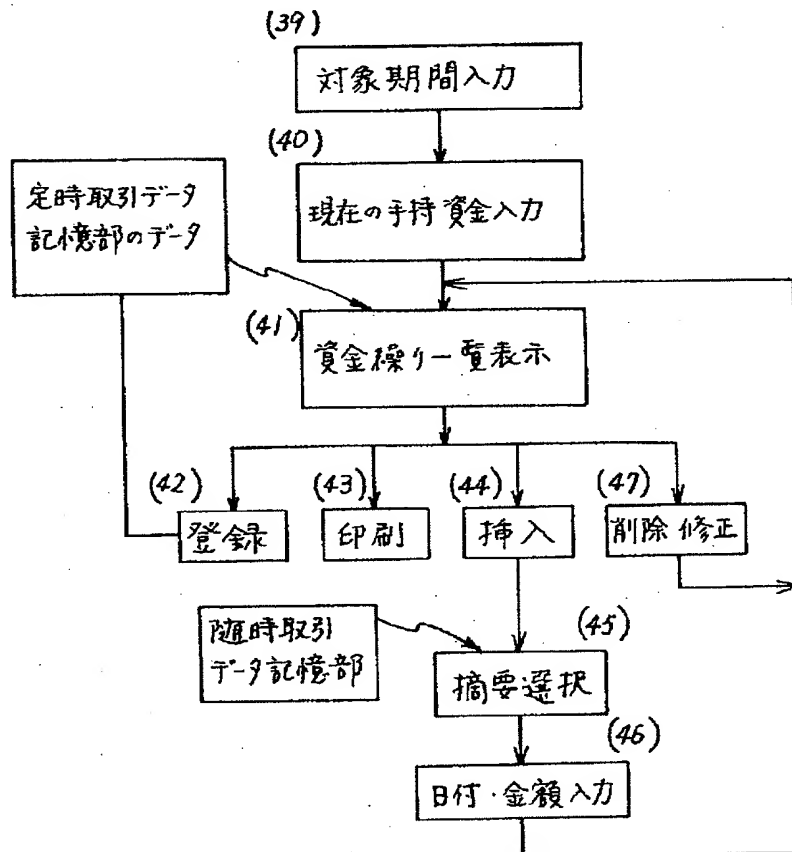 (39)
対象期間入力
(40)
定時取引データ
記憶部のデータ
現在の手持資金入力
(41)
資金繰り一覧表示
(42)
(43)
(44)
(47)
登録
印刷
挿入
削除修正
随時取引
データ記憶部
(45)
摘要選択
(46)
日付・金額入力